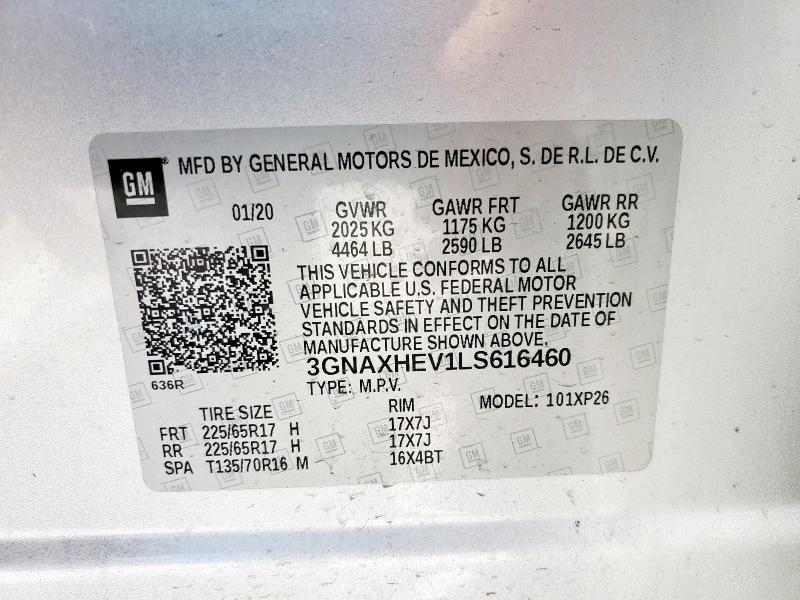 GM® MFD BY GENERAL MOTORS DE MEXICO, S. DE R.L. DE C.V.
01/20 GVWR GAWR FRT GAWR RR
2025 KG 1175 KG 1200 KG
4464 LB 2590 LB 2645 LB
THIS VEHICLE CONFORMS TO ALL
APPLICABLE U.S. FEDERAL MOTOR
VEHICLE SAFETY AND THEFT PREVENTION
STANDARDS IN EFFECT ON THE DATE OF
MANUFACTURE SHOWN ABOVE.
3GNAXHEV1LS616460
636R TYPE: M.P.V.
TIRE SIZE RIM MODEL: 101XP26
FRT 225/65R17 H 17X7J
RR 225/65R17 H 17X7J
SPA T135/70R16 M 16X4BT